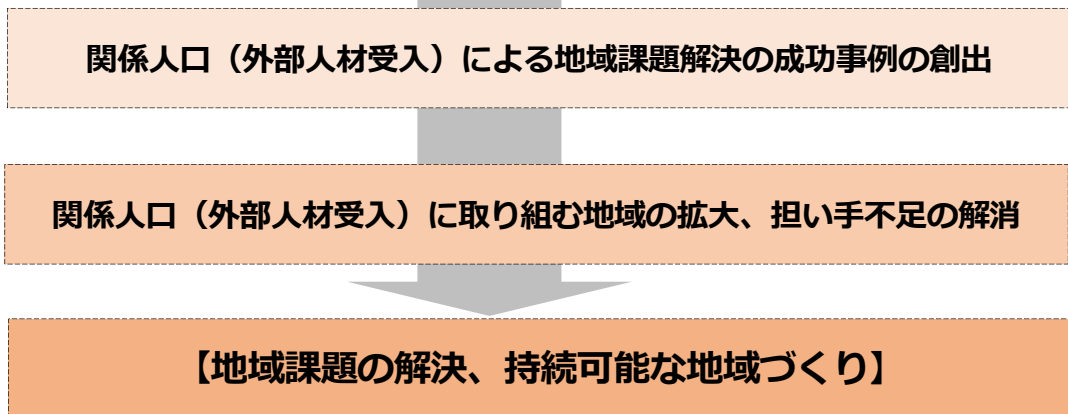 関係人口（外部人材受入）による地域課題解決の成功事例の創出
関係人口（外部人材受入）に取り組む地域の拡大、担い手不足の解消
【地域課題の解決、持続可能な地域づくり】